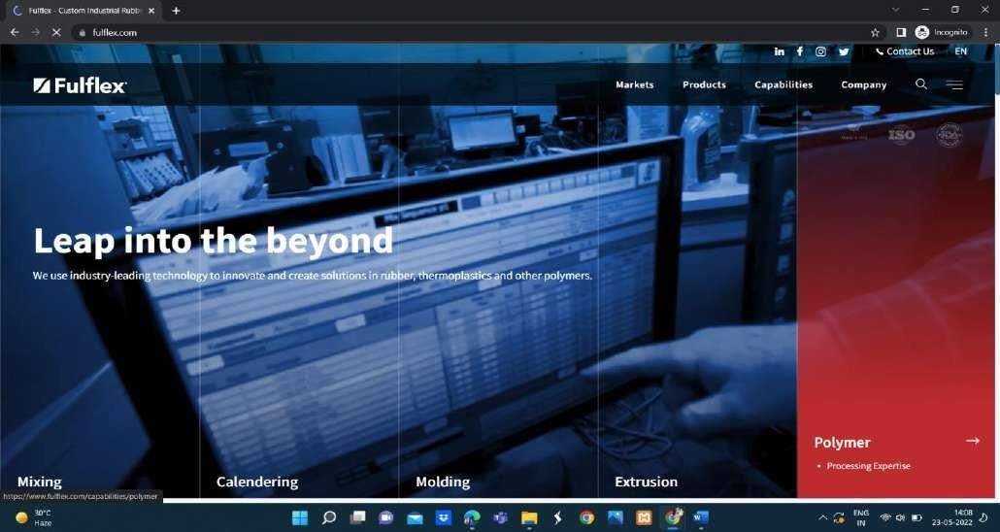 Fulflex - Custom Industrial Rubb
fulflex.com
Incognito
Contact Us
EN
Fulflex
Markets
Products
Capabilities
Company
ISO
FDA
Leap into the beyond
We use industry-leading technology to innovate and create solutions in rubber, thermoplastics and other polymers.
Polymer
• Processing Expertise
Mixing
Calendering
Molding
Extrusion
https://www.fulflex.com/capabilities/polymer
30°C
Haze
ENG
IN
14:08
23-05-2022